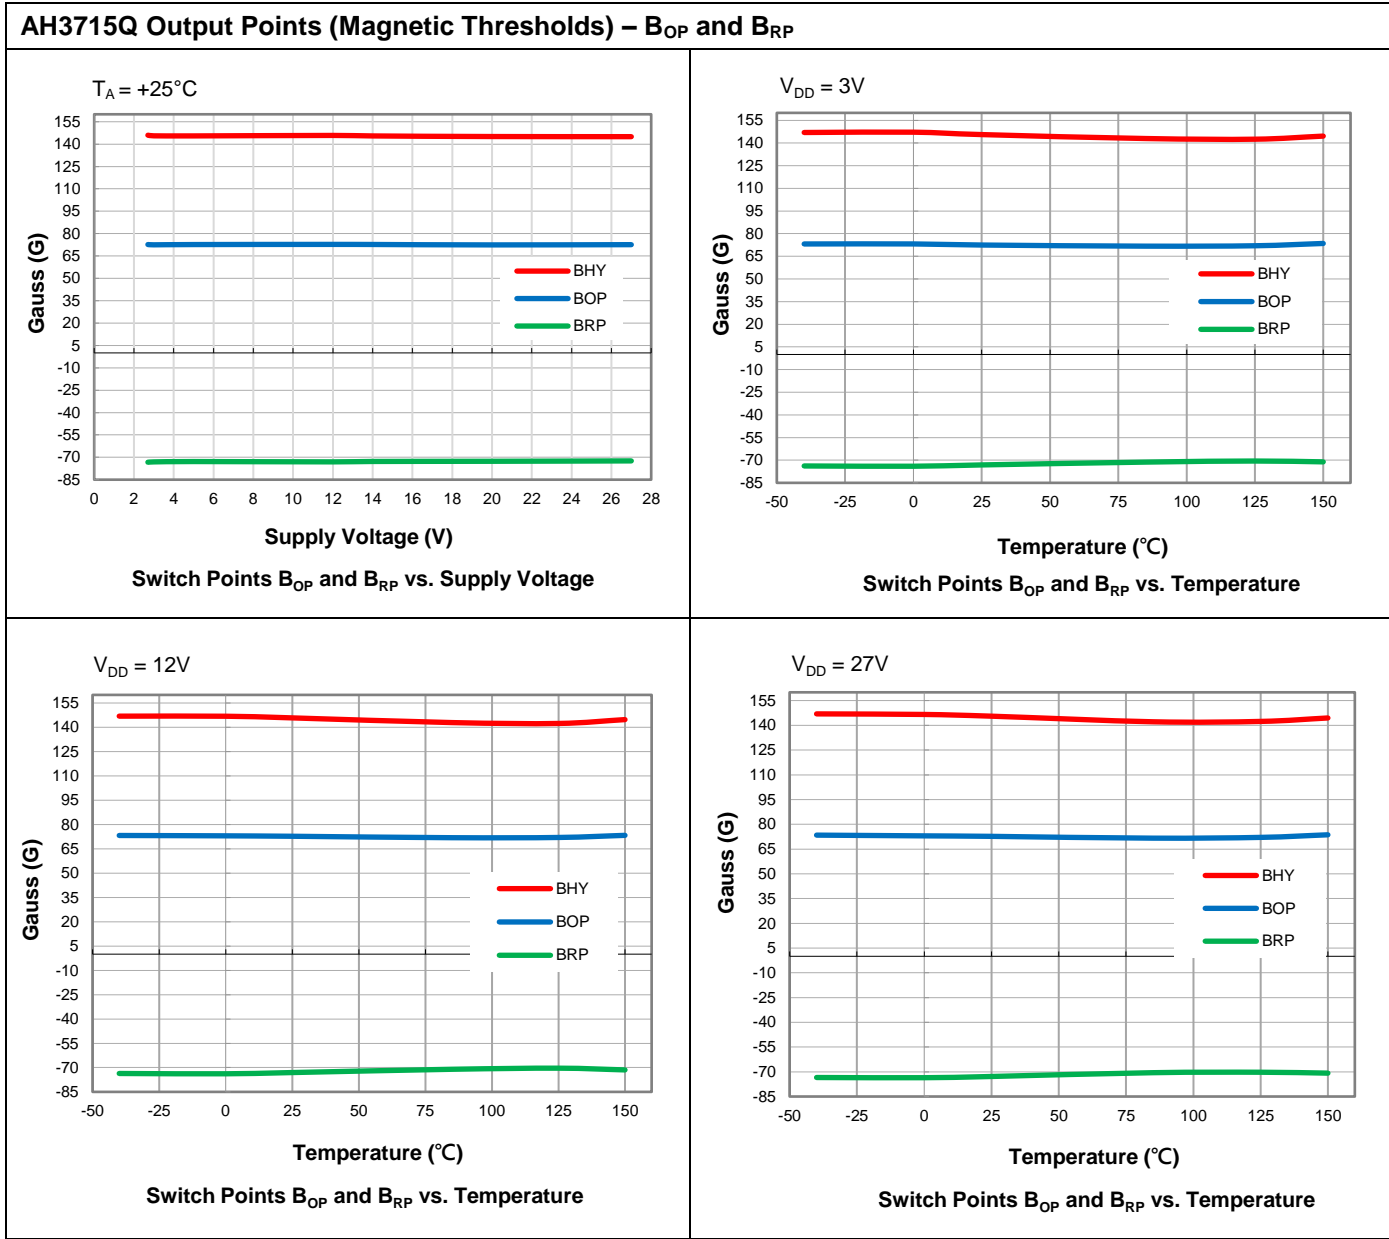 AH3715Q Output Points (Magnetic Thresholds) – BOP and BRP
TA = +25°C
155
140
125
110
95
80
65
50
35
20
5
-10
-25
-40
-55
-70
-85
Gauss (G)
BHY
BOP
BRP
0 2 4 6 8 10 12 14 16 18 20 22 24 26 28
Supply Voltage (V)
Switch Points BOP and BRP vs. Supply Voltage
VDD = 3V
155
140
125
110
95
80
65
50
35
20
5
-10
-25
-40
-55
-70
-85
Gauss (G)
BHY
BOP
BRP
-50 -25 0 25 50 75 100 125 150
Temperature (℃)
Switch Points BOP and BRP vs. Temperature
VDD = 12V
155
140
125
110
95
80
65
50
35
20
5
-10
-25
-40
-55
-70
-85
Gauss (G)
BHY
BOP
BRP
-50 -25 0 25 50 75 100 125 150
Temperature (℃)
Switch Points BOP and BRP vs. Temperature
VDD = 27V
155
140
125
110
95
80
65
50
35
20
5
-10
-25
-40
-55
-70
-85
Gauss (G)
BHY
BOP
BRP
-50 -25 0 25 50 75 100 125 150
Temperature (℃)
Switch Points BOP and BRP vs. Temperature